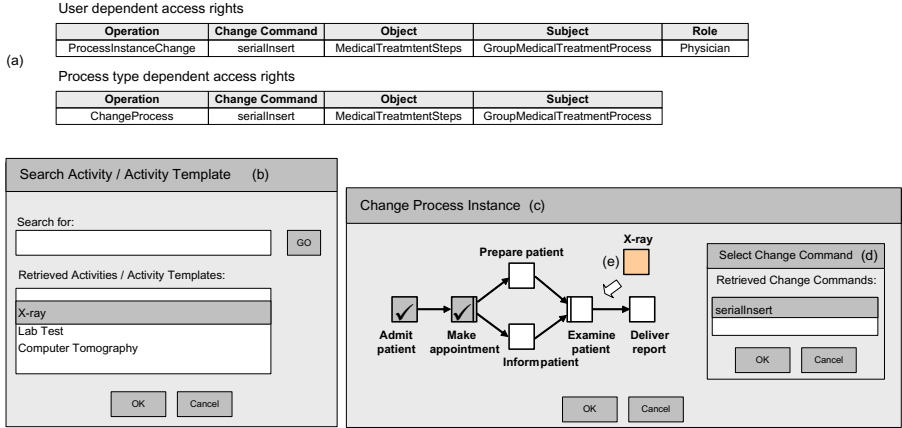 User dependent access rights
Operation Change Command Object Subject Role
ProcessInstanceChange serialInsert MedicalTreatmtentSteps GroupMedicalTreatmentProcess Physician
(a)
Process type dependent access rights
Operation Change Command Object Subject
ChangeProcess serialInsert MedicalTreatmtentSteps GroupMedicalTreatmentProcess
Search Activity / Activity Template (b)
Search for:
GO
Retrieved Activities / Activity Templates:
X-ray
Lab Test
Computer Tomography
OK Cancel
Change Process Instance (c)
X-ray
(e)
Prepare patient
Admit patient
Make appointment
Inform patient
Examine patient
Deliver report
Select Change Command (d)
Retrieved Change Commands:
serialInsert
OK Cancel
OK Cancel